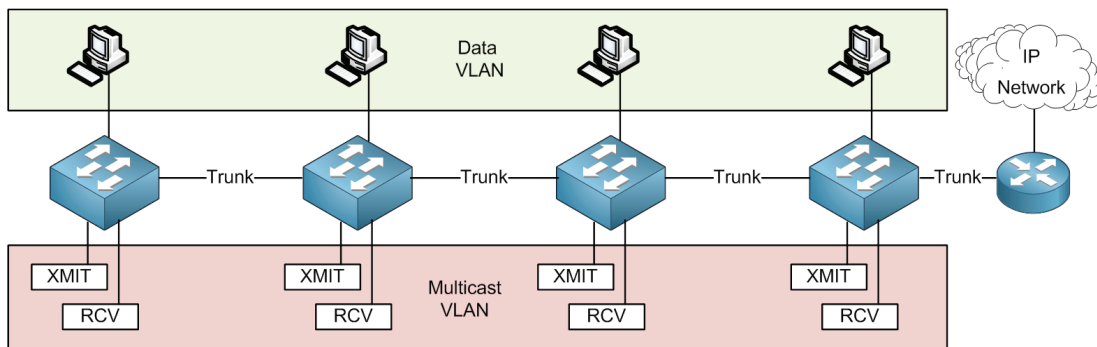 Data
VLAN
IP
Network
Trunk
Trunk
Trunk
Trunk
XMIT
XMIT
XMIT
XMIT
Multicast
VLAN
RCV
RCV
RCV
RCV